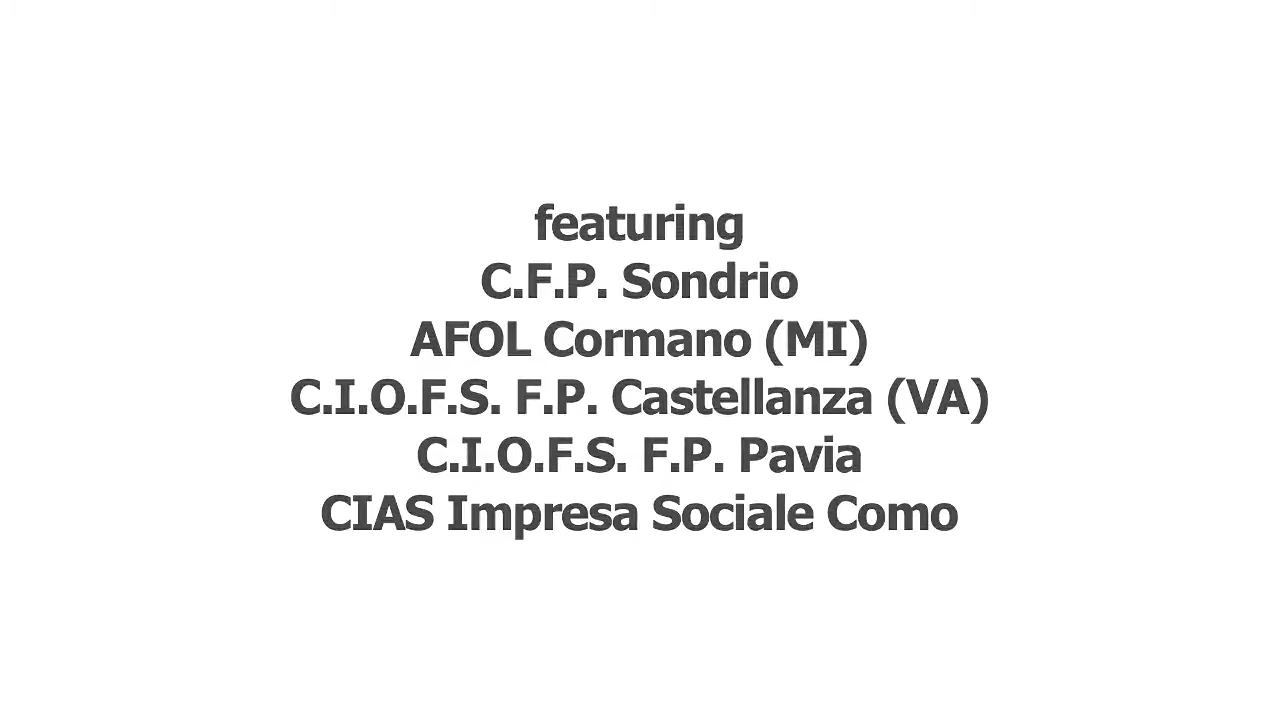 featuring
C.F.P. Sondrio
AFOL Cormano (MI)
C.I.O.F.S. F.P. Castellanza (VA)
C.I.O.F.S. F.P. Pavia
CIAS Impresa Sociale Como